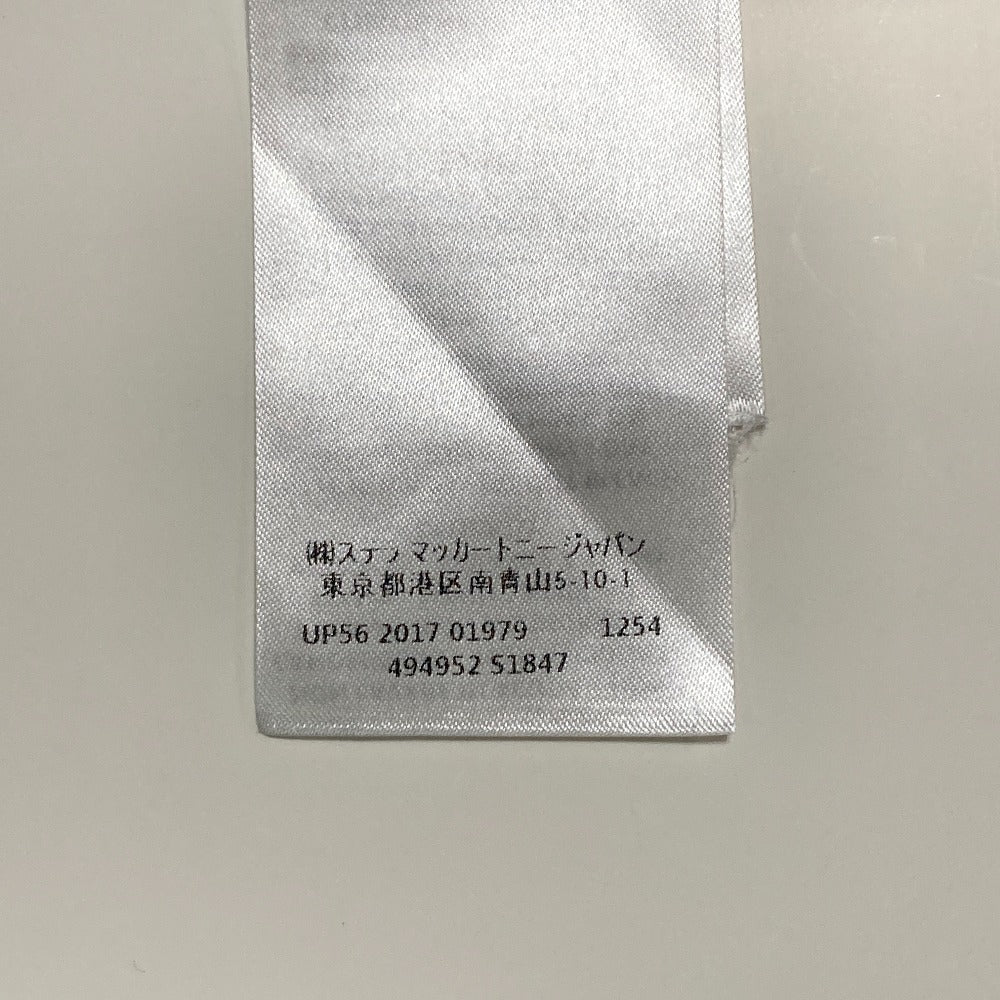 (株)ステラ マッカートニージャパン
東京都港区南青山5-10-1
UP56 2017 01979 1254
494952 S1847